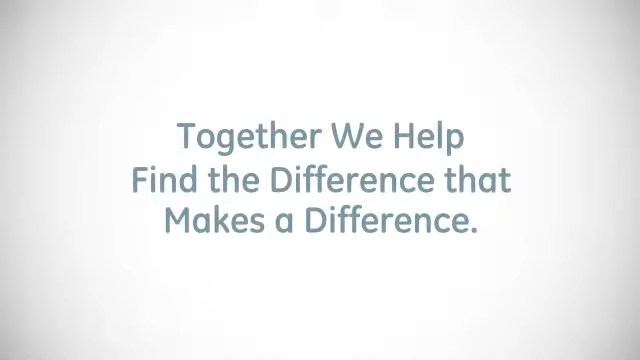 Together We Help
Find the Difference that
Makes a Difference.